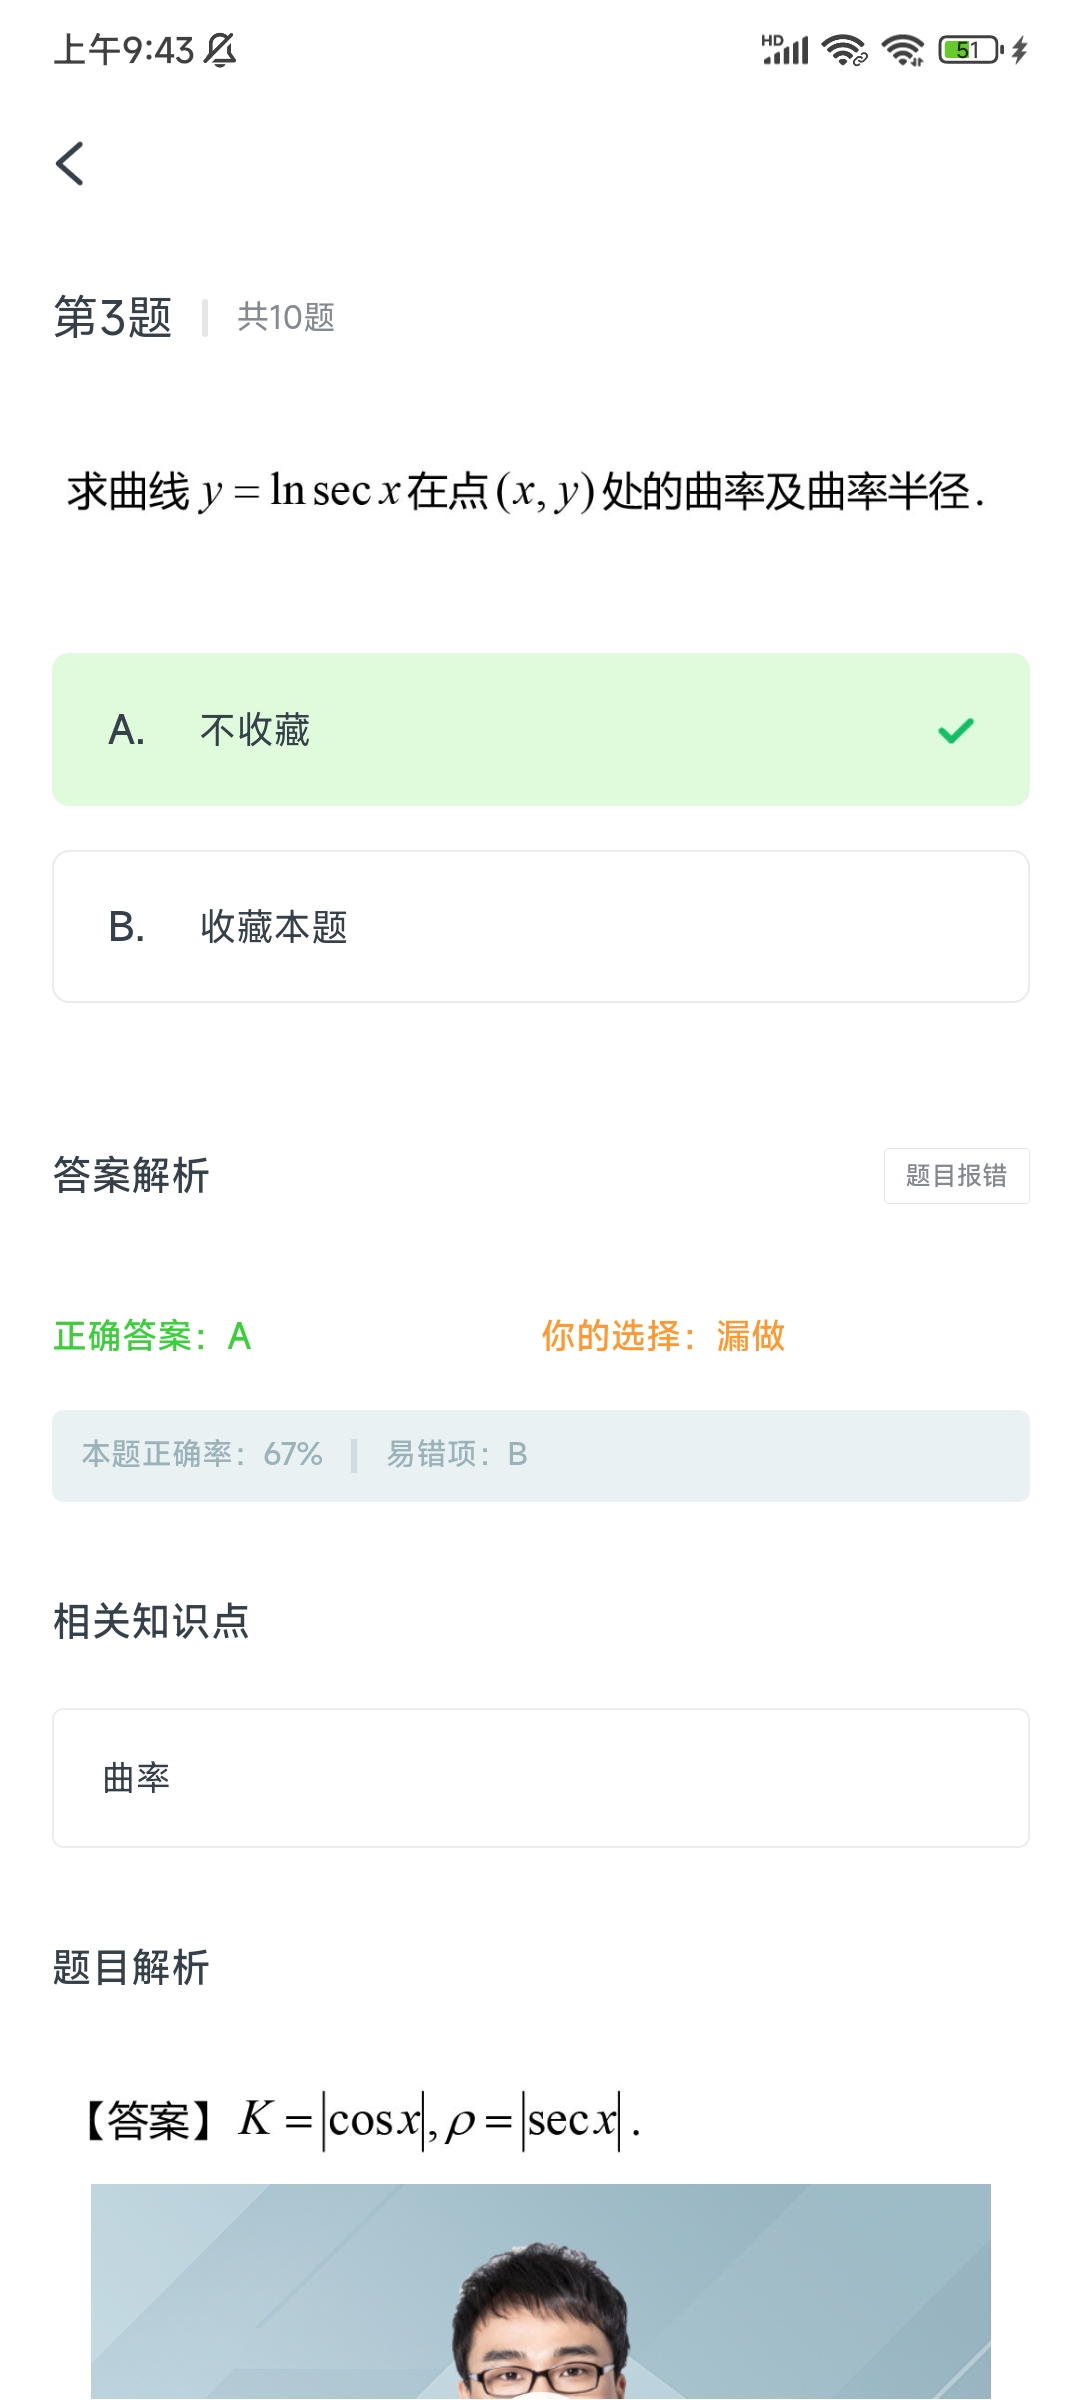 上午9:43
HD 51
第3题 共10题
求曲线 y = ln sec x 在点 (x, y) 处的曲率及曲率半径.
A. 不收藏
B. 收藏本题
答案解析 题目报错
正确答案：A 你的选择：漏做
本题正确率：67% 易错项：B
相关知识点
曲率
题目解析
【答案】K = |cos x|, ρ = |sec x|.